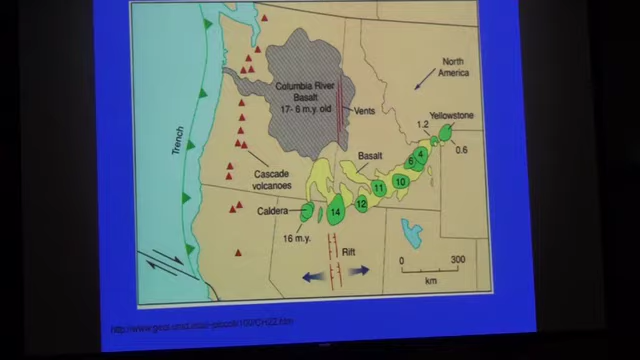 Columbia River
Basalt
17- 6 m.y. old
Vents
North
America
Yellowstone
1.2
0.6
4
6
Basalt
10
11
12
14
Trench
Cascade
volcanoes
Caldera
16 m.y.
Rift
0 300
km